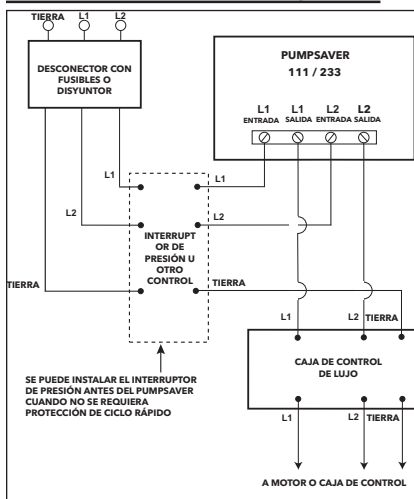 TIERRA L1 L2
DESCONECTOR CON
FUSIBLES O
DISYUNTOR
PUMPSAVER
111 / 233
L1 L1 L2 L2
ENTRADA SALIDA ENTRADA SALIDA
L1
L1
L2
L2
INTERRUPT
OR DE
PRESIÓN U
OTRO
CONTROL
TIERRA
TIERRA
L1 L2 TIERRA
CAJA DE CONTROL
DE LUJO
SE PUEDE INSTALAR EL INTERRUPTOR
DE PRESIÓN ANTES DEL PUMPSAVER
CUANDO NO SE REQUIERA
PROTECCIÓN DE CICLO RÁPIDO
L1 L2 TIERRA
A MOTOR O CAJA DE CONTROL